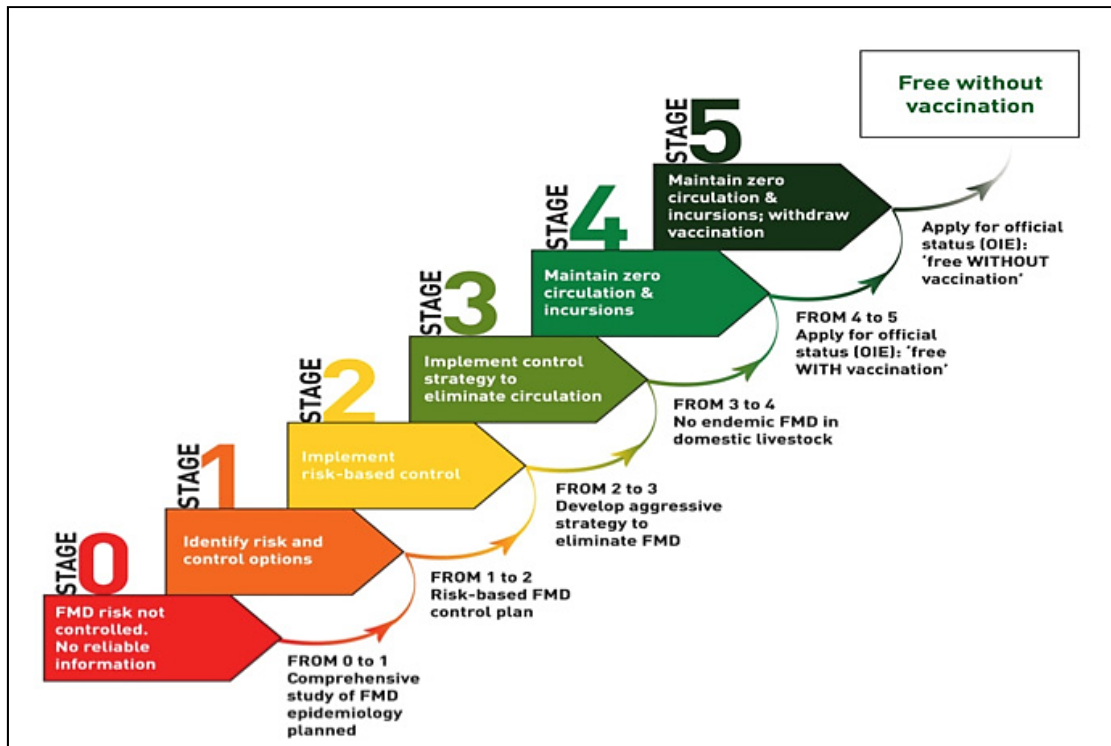 STAGE 0
FMD risk not
controlled.
No reliable
information
FROM 0 to 1
Comprehensive
study of FMD
epidemiology
planned
STAGE 1
Identify risk and
control options
FROM 1 to 2
Risk-based FMD
control plan
STAGE 2
Implement
risk-based control
FROM 2 to 3
Develop aggressive
strategy to
eliminate FMD
STAGE 3
Implement control
strategy to
eliminate circulation
FROM 3 to 4
No endemic FMD in
domestic livestock
STAGE 4
Maintain zero
circulation &
incursions
FROM 4 to 5
Apply for official
status (OIE): 'free
WITH vaccination'
STAGE 5
Maintain zero
circulation &
incursions; withdraw
vaccination
Apply for official
status (OIE):
'free WITHOUT
vaccination'
Free without
vaccination